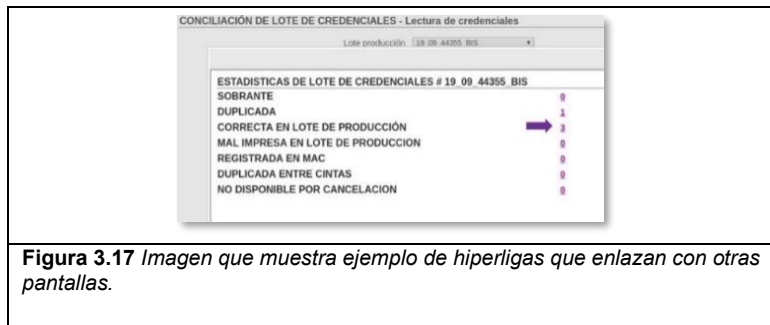 CONCILIACIÓN DE LOTE DE CREDENCIALES - Lectura de credenciales
Lote producción 19_09_44355_BIS
ESTADISTICAS DE LOTE DE CREDENCIALES # 19_09_44355_BIS
SOBRANTE 0
DUPLICADA 1
CORRECTA EN LOTE DE PRODUCCIÓN 3
MAL IMPRESA EN LOTE DE PRODUCCION 0
REGISTRADA EN MAC 0
DUPLICADA ENTRE CINTAS 0
NO DISPONIBLE POR CANCELACION 0
Figura 3.17 Imagen que muestra ejemplo de hiperligas que enlazan con otras
pantallas.